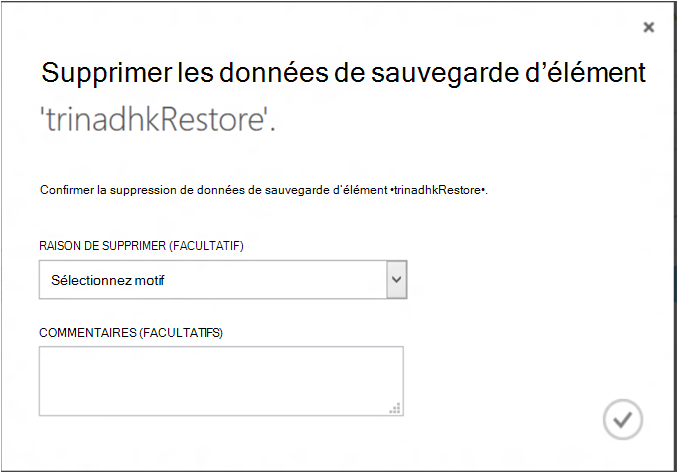 Supprimer les données de sauvegarde d’élément
'trinadhkRestore'.
Confirmer la suppression de données de sauvegarde d’élément •trinadhkRestore•.
RAISON DE SUPPRIMER (FACULTATIF)
Sélectionnez motif
COMMENTAIRES (FACULTATIFS)